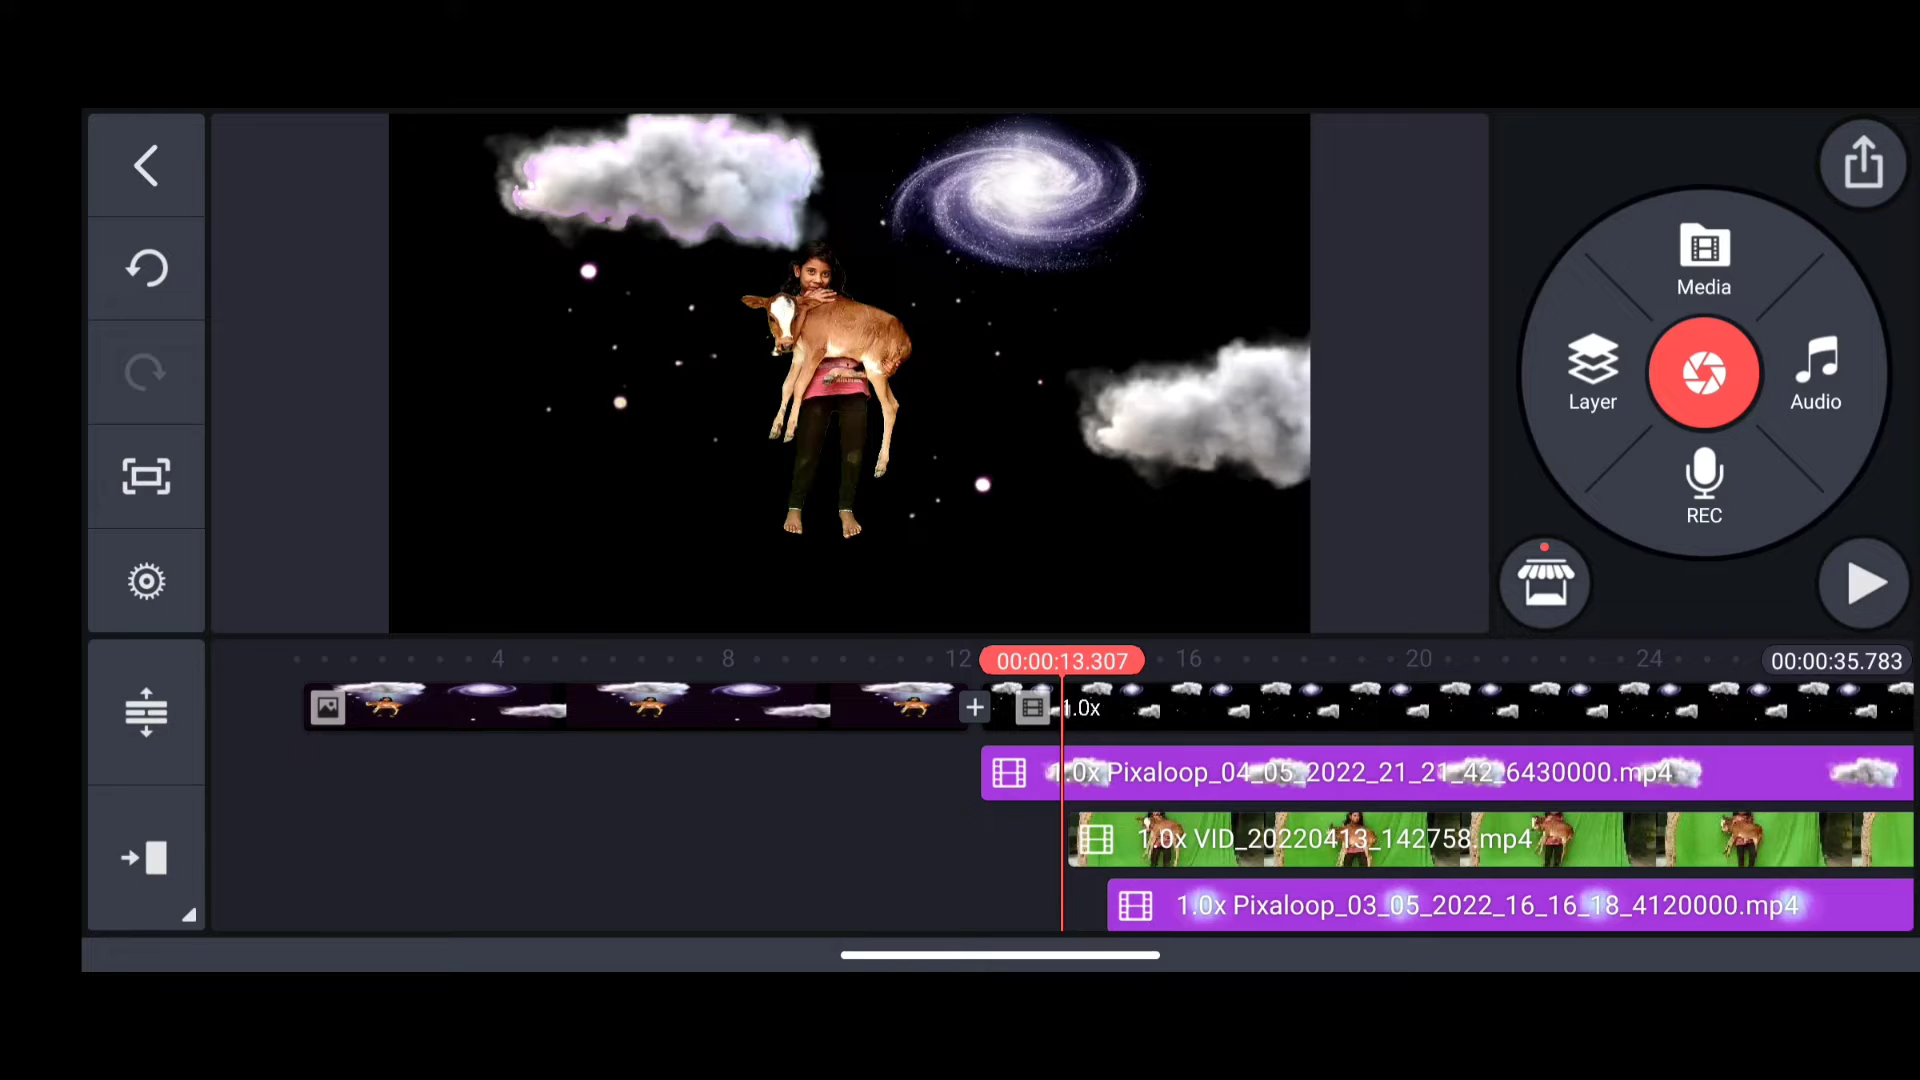 Media
Layer
Audio
REC
4
8
12
00:00:13.307
16
20
24
00:00:35.783
1.0x
1.0x Pixaloop_04_05_2022_21_21_42_6430000.mp4
1.0x VID_20220413_142758.mp4
1.0x Pixaloop_03_05_2022_16_16_18_4120000.mp4